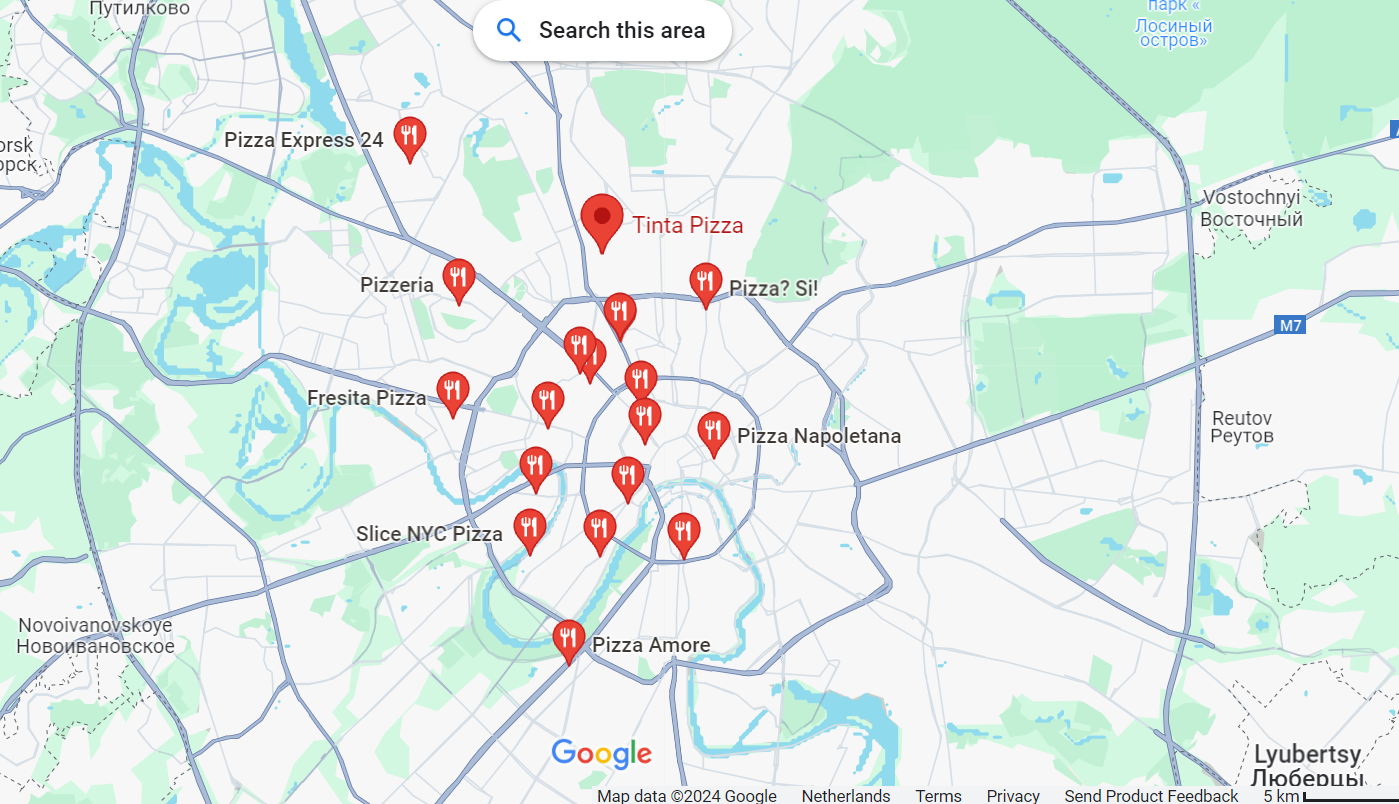 Путилково
Search this area
парк «
Лосиный
остров»
Pizza Express 24
orsk
орск
Vostochnyi
Восточный
Tinta Pizza
Pizzeria
Pizza? Si!
M7
Fresita Pizza
Pizza Napoletana
Reutov
Реутов
Slice NYC Pizza
Novoivanovskoye
Новоивановское
Pizza Amore
Google
Lyubertsy
Люберцы
Map data ©2024 Google Netherlands Terms Privacy Send Product Feedback 5 km